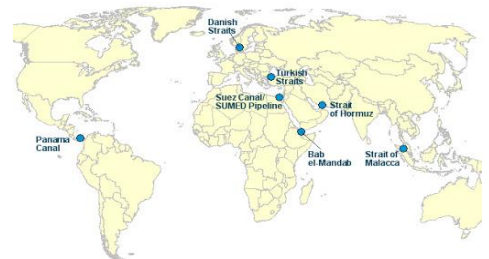 Danish
Straits
Turkish
Straits
Suez Canal/
SUMED Pipeline
Strait
of Hormuz
Panama
Canal
Bab
el-Mandab
Strait of
Malacca